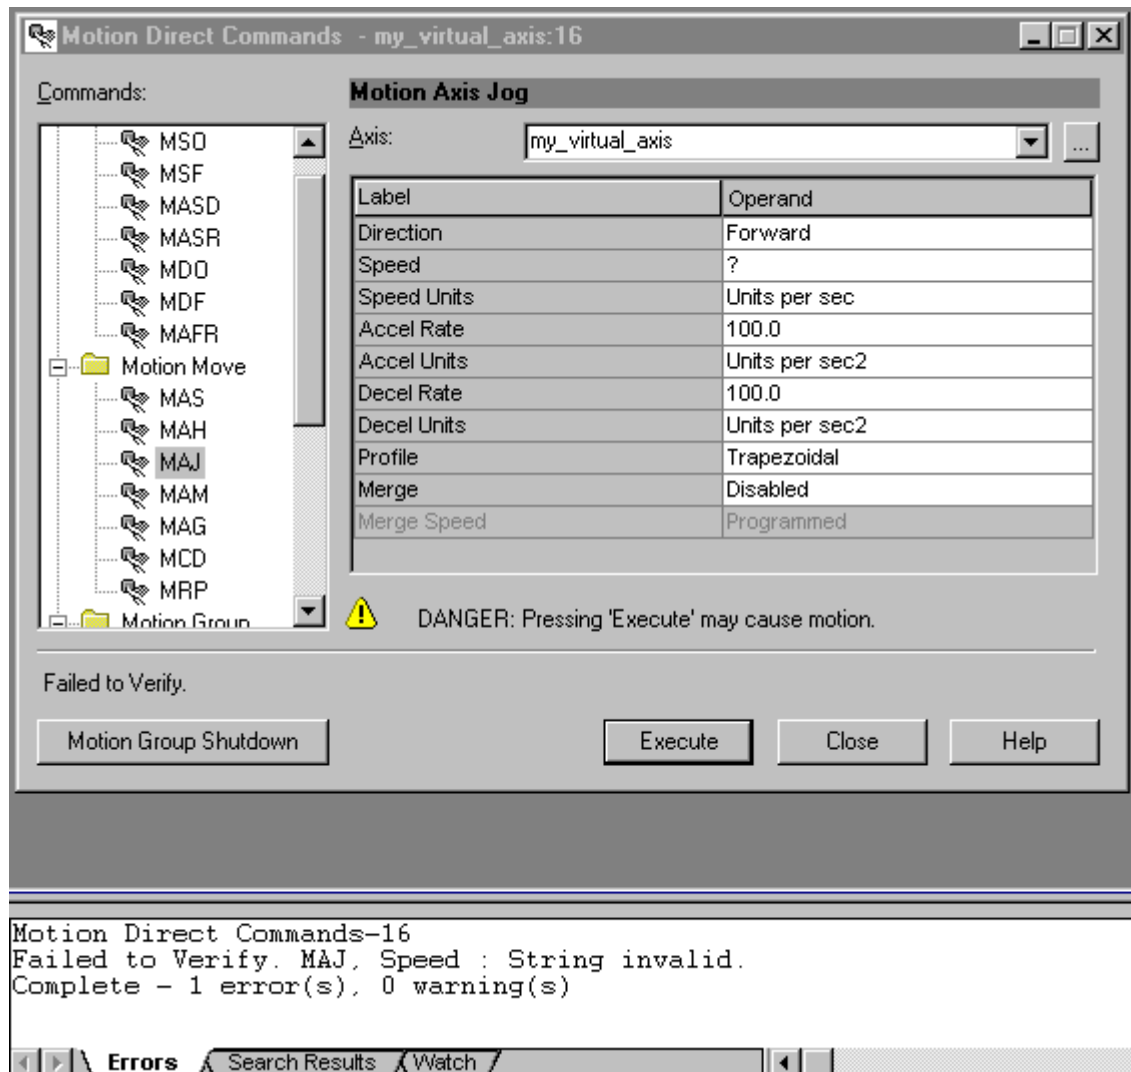 Motion Direct Commands - my_virtual_axis:16
Commands:
MSO
MSF
MASD
MASR
MDO
MDF
MAFR
Motion Move
MAS
MAH
MAJ
MAM
MAG
MCD
MRP
Motion Group
Motion Axis Jog
Axis: my_virtual_axis ...
Label Operand
Direction Forward
Speed ?
Speed Units Units per sec
Accel Rate 100.0
Accel Units Units per sec2
Decel Rate 100.0
Decel Units Units per sec2
Profile Trapezoidal
Merge Disabled
Merge Speed Programmed
DANGER: Pressing 'Execute' may cause motion.
Failed to Verify.
Motion Group Shutdown Execute Close Help
Motion Direct Commands-16
Failed to Verify. MAJ, Speed : String invalid.
Complete - 1 error(s), 0 warning(s)
Errors Search Results Watch